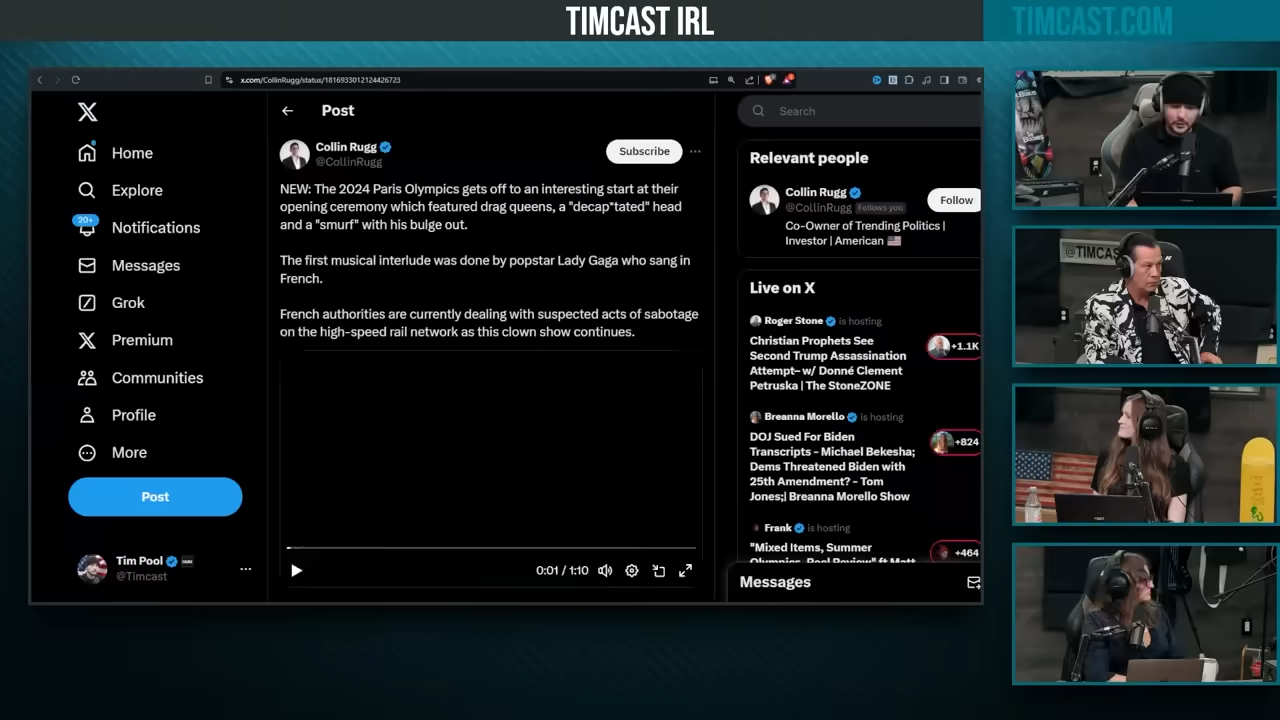 TIMCAST IRL
TIMCAST.COM
x.com/CollinRugg/status/1816933012124426723
Home
Explore
20+
Notifications
Messages
Grok
Premium
Communities
Profile
More
Post
Tim Pool
@Timcast
Post
Collin Rugg
@CollinRugg
Subscribe
NEW: The 2024 Paris Olympics gets off to an interesting start at their
opening ceremony which featured drag queens, a "decap*tated" head
and a "smurf" with his bulge out.
The first musical interlude was done by popstar Lady Gaga who sang in
French.
French authorities are currently dealing with suspected acts of sabotage
on the high-speed rail network as this clown show continues.
0:01 / 1:10
Search
Relevant people
Collin Rugg
@CollinRugg Follows you
Follow
Co-Owner of Trending Politics |
Investor | American
Live on X
Roger Stone is hosting
Christian Prophets See
Second Trump Assassination
Attempt– w/ Donné Clement
Petruska | The StoneZONE
+1.1K
Breanna Morello is hosting
DOJ Sued For Biden
Transcripts - Michael Bekesha;
Dems Threatened Biden with
25th Amendment? - Tom
Jones;| Breanna Morello Show
+824
Frank is hosting
"Mixed Items, Summer
Olympics, Pool Review" ft Matt
+464
Messages
@TIMCAS